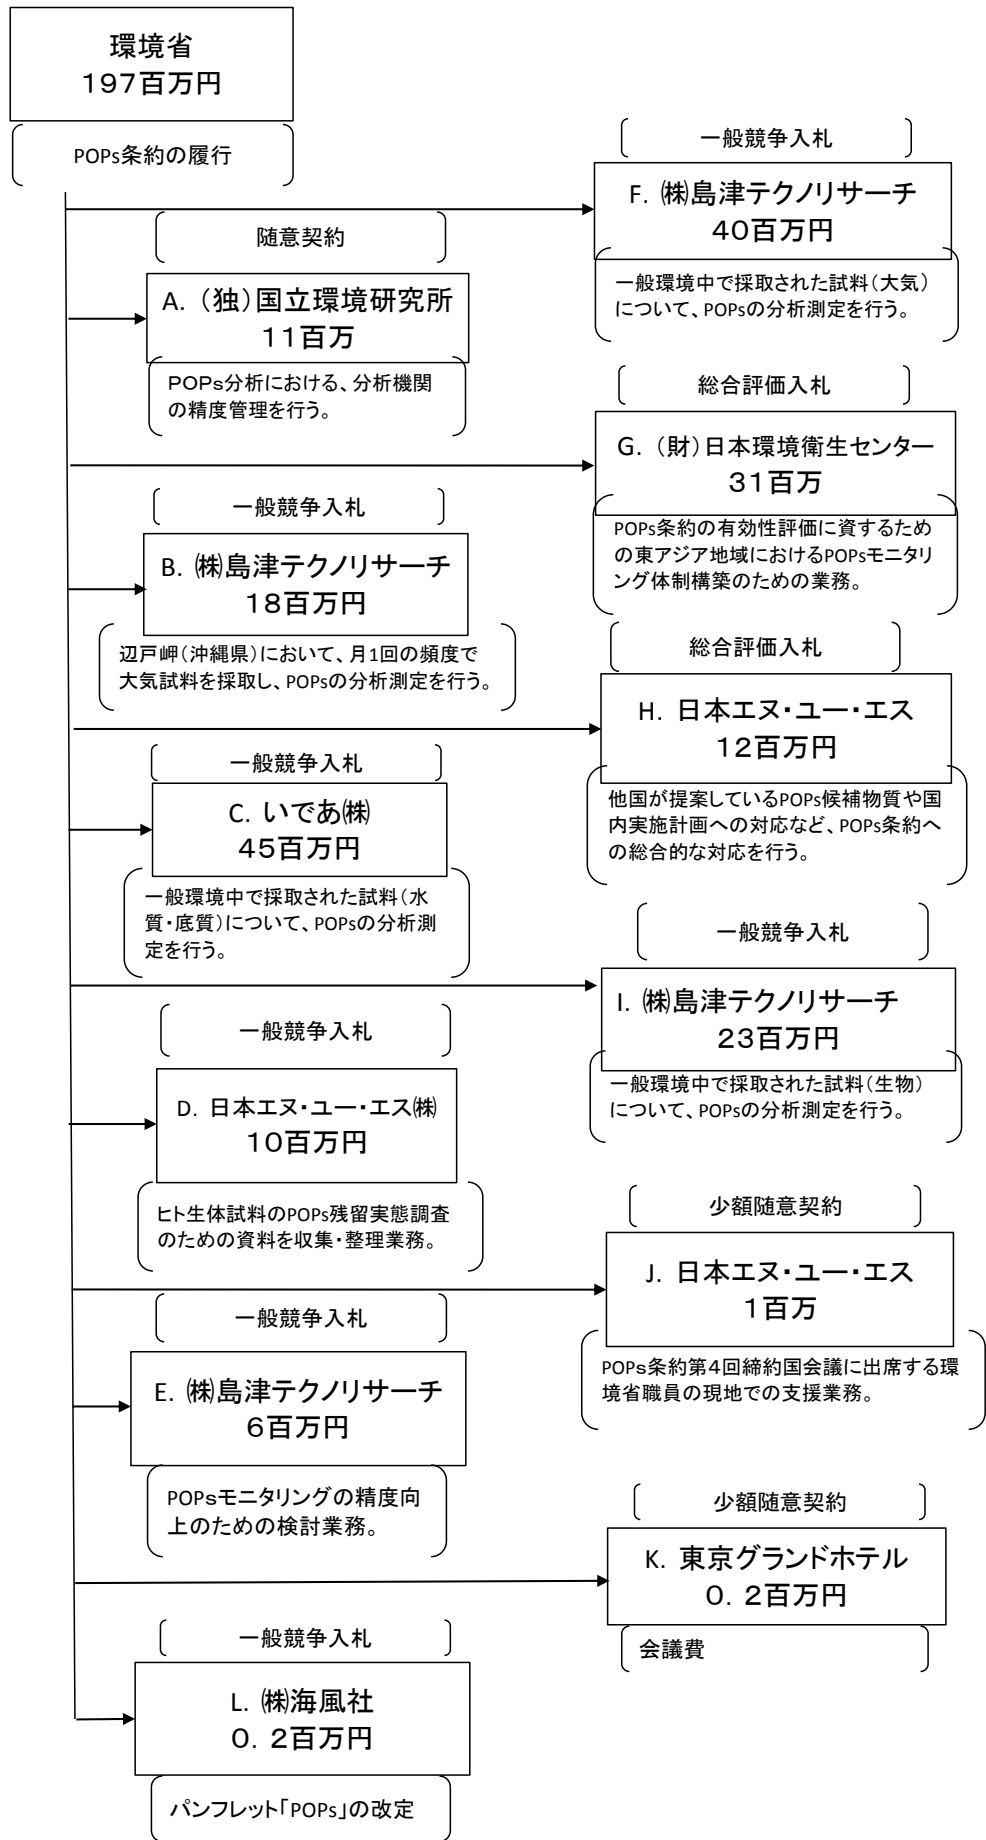 環境省
197百万円
POPs条約の履行
随意契約
A. （独）国立環境研究所
11百万
POPs分析における、分析機関
の精度管理を行う。
一般競争入札
B. ㈱島津テクノリサーチ
18百万円
辺戸岬（沖縄県）において、月1回の頻度で
大気試料を採取し、POPsの分析測定を行う。
一般競争入札
C. いであ㈱
45百万円
一般環境中で採取された試料（水
質・底質）について、POPsの分析測
定を行う。
一般競争入札
D. 日本エヌ・ユー・エス㈱
10百万円
ヒト生体試料のPOPs残留実態調査
のための資料を収集・整理業務。
一般競争入札
E. ㈱島津テクノリサーチ
6百万円
POPsモニタリングの精度向
上のための検討業務。
一般競争入札
L. ㈱海風社
0. 2百万円
パンフレット「POPs」の改定
一般競争入札
F. ㈱島津テクノリサーチ
40百万円
一般環境中で採取された試料（大気）
について、POPsの分析測定を行う。
総合評価入札
G. （財）日本環境衛生センター
31百万
POPs条約の有効性評価に資するため
の東アジア地域におけるPOPsモニタリ
ング体制構築のための業務。
総合評価入札
H. 日本エヌ・ユー・エス
12百万円
他国が提案しているPOPs候補物質や国
内実施計画への対応など、POPs条約へ
の総合的な対応を行う。
一般競争入札
I. ㈱島津テクノリサーチ
23百万円
一般環境中で採取された試料（生物）
について、POPsの分析測定を行う。
少額随意契約
J. 日本エヌ・ユー・エス
1百万
POPs条約第4回締約国会議に出席する環
境省職員の現地での支援業務。
少額随意契約
K. 東京グランドホテル
0. 2百万円
会議費